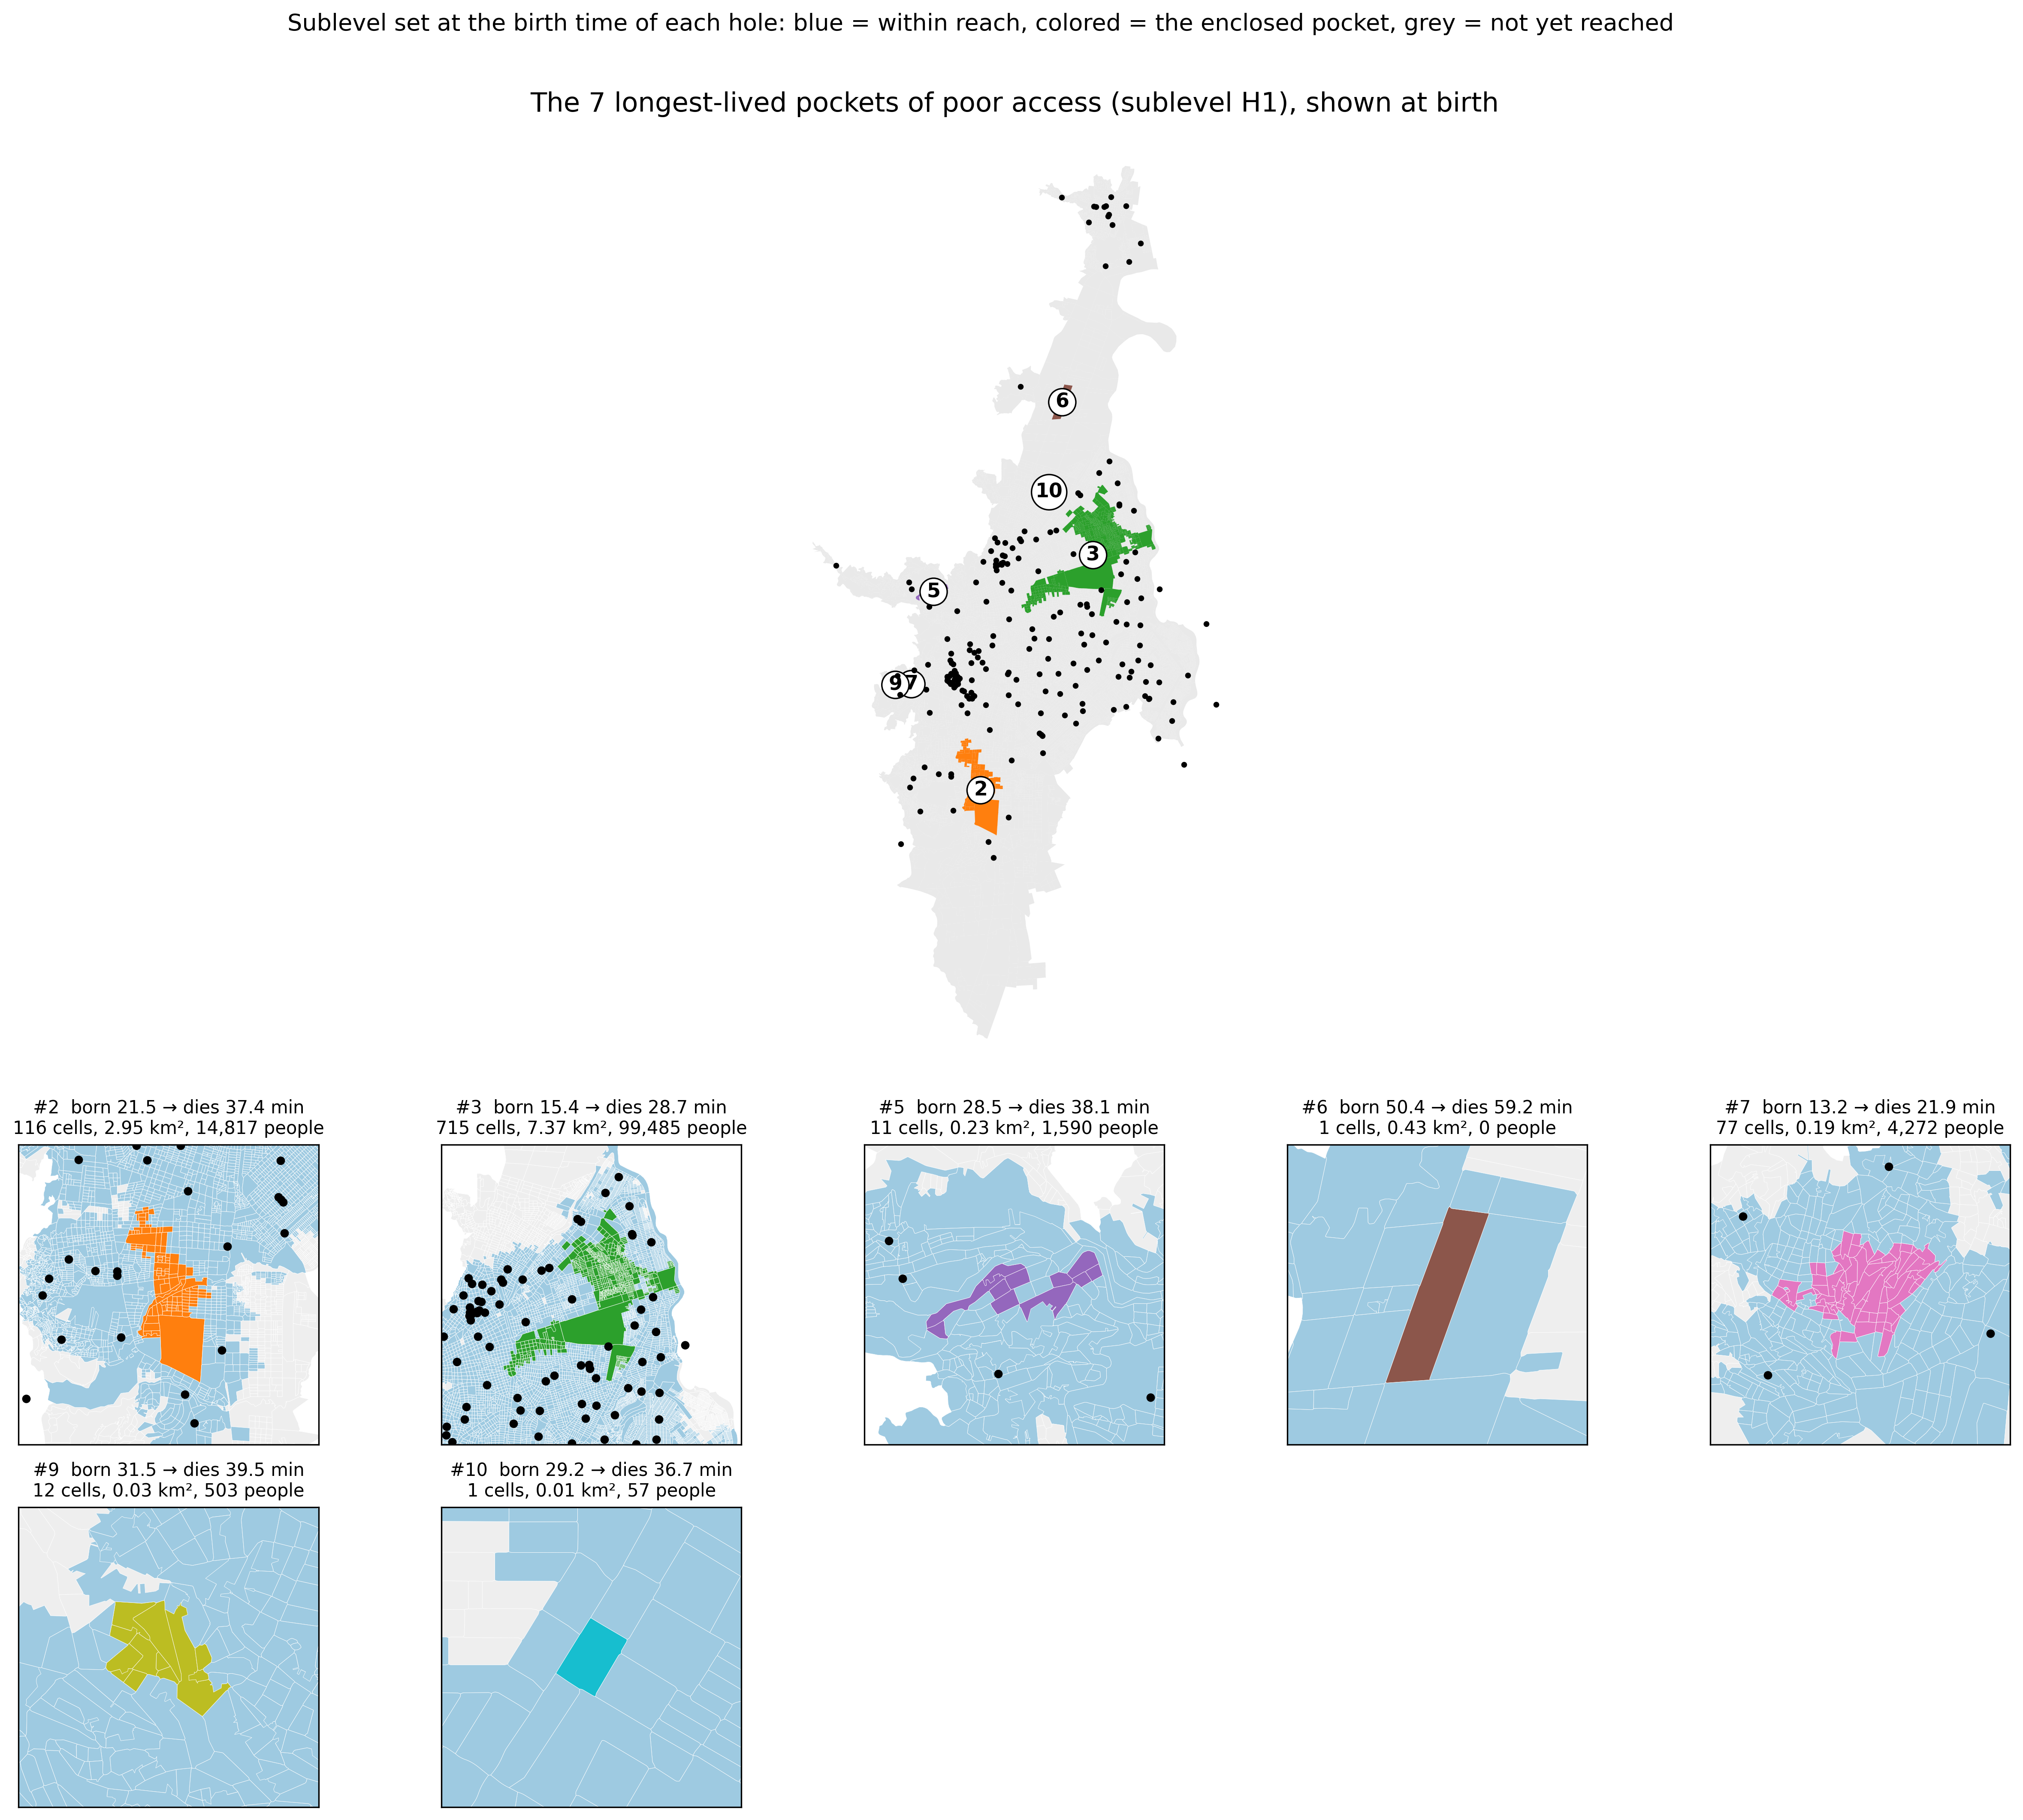 Sublevel set at the birth time of each hole: blue = within reach, colored = the enclosed pocket, grey = not yet reached
The 7 longest-lived pockets of poor access (sublevel H1), shown at birth
6
10
3
5
9
7
2
#2  born 21.5 → dies 37.4 min
116 cells, 2.95 km², 14,817 people
#3  born 15.4 → dies 28.7 min
715 cells, 7.37 km², 99,485 people
#5  born 28.5 → dies 38.1 min
11 cells, 0.23 km², 1,590 people
#6  born 50.4 → dies 59.2 min
1 cells, 0.43 km², 0 people
#7  born 13.2 → dies 21.9 min
77 cells, 0.19 km², 4,272 people
#9  born 31.5 → dies 39.5 min
12 cells, 0.03 km², 503 people
#10  born 29.2 → dies 36.7 min
1 cells, 0.01 km², 57 people